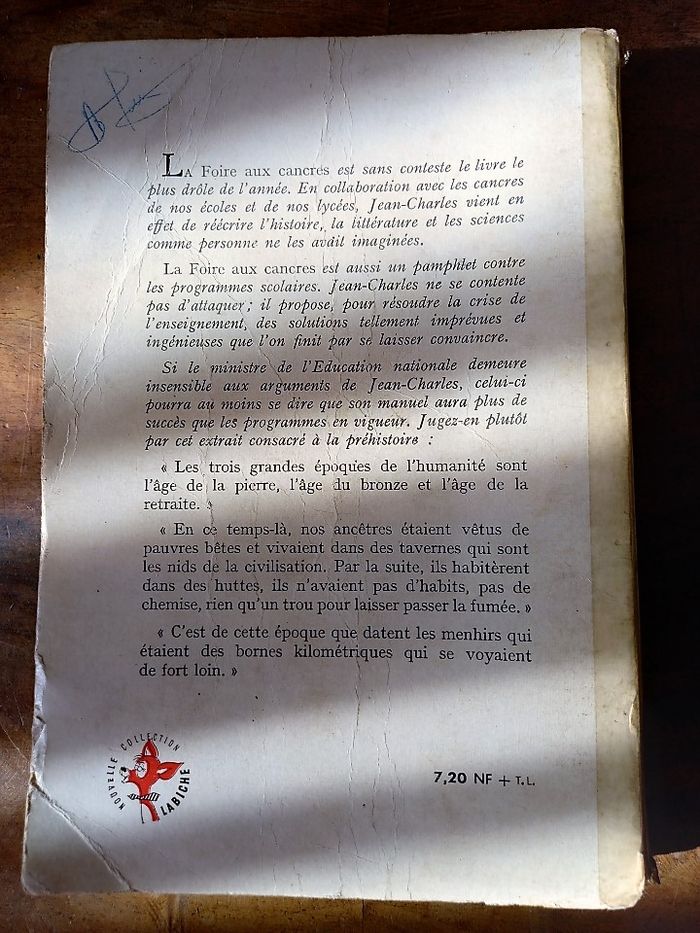 LA Foire aux cancres est sans conteste le livre le
plus drôle de l'année. En collaboration avec les cancres
de nos écoles et de nos lycées, Jean-Charles vient en
effet de réécrire l'histoire, la littérature et les sciences
comme personne ne les avait imaginées.
La Foire aux cancres est aussi un pamphlet contre
les programmes scolaires. Jean-Charles ne se contente
pas d'attaquer ; il propose, pour résoudre la crise de
l'enseignement, des solutions tellement imprévues et
ingénieuses que l'on finit par se laisser convaincre.
Si le ministre de l'Education nationale demeure
insensible aux arguments de Jean-Charles, celui-ci
pourra au moins se dire que son manuel aura plus de
succès que les programmes en vigueur. Jugez-en plutôt
par cet extrait consacré à la préhistoire :
« Les trois grandes époques de l'humanité sont
l'âge de la pierre, l'âge du bronze et l'âge de la
retraite. »
« En ce temps-là, nos ancêtres étaient vêtus de
pauvres bêtes et vivaient dans des tavernes qui sont
les nids de la civilisation. Par la suite, ils habitèrent
dans des huttes, ils n'avaient pas d'habits, pas de
chemise, rien qu'un trou pour laisser passer la fumée. »
« C'est de cette époque que datent les menhirs qui
étaient des bornes kilométriques qui se voyaient
de fort loin. »
NOUVELLE COLLECTION
LABICHE
7,20 NF + T.L.